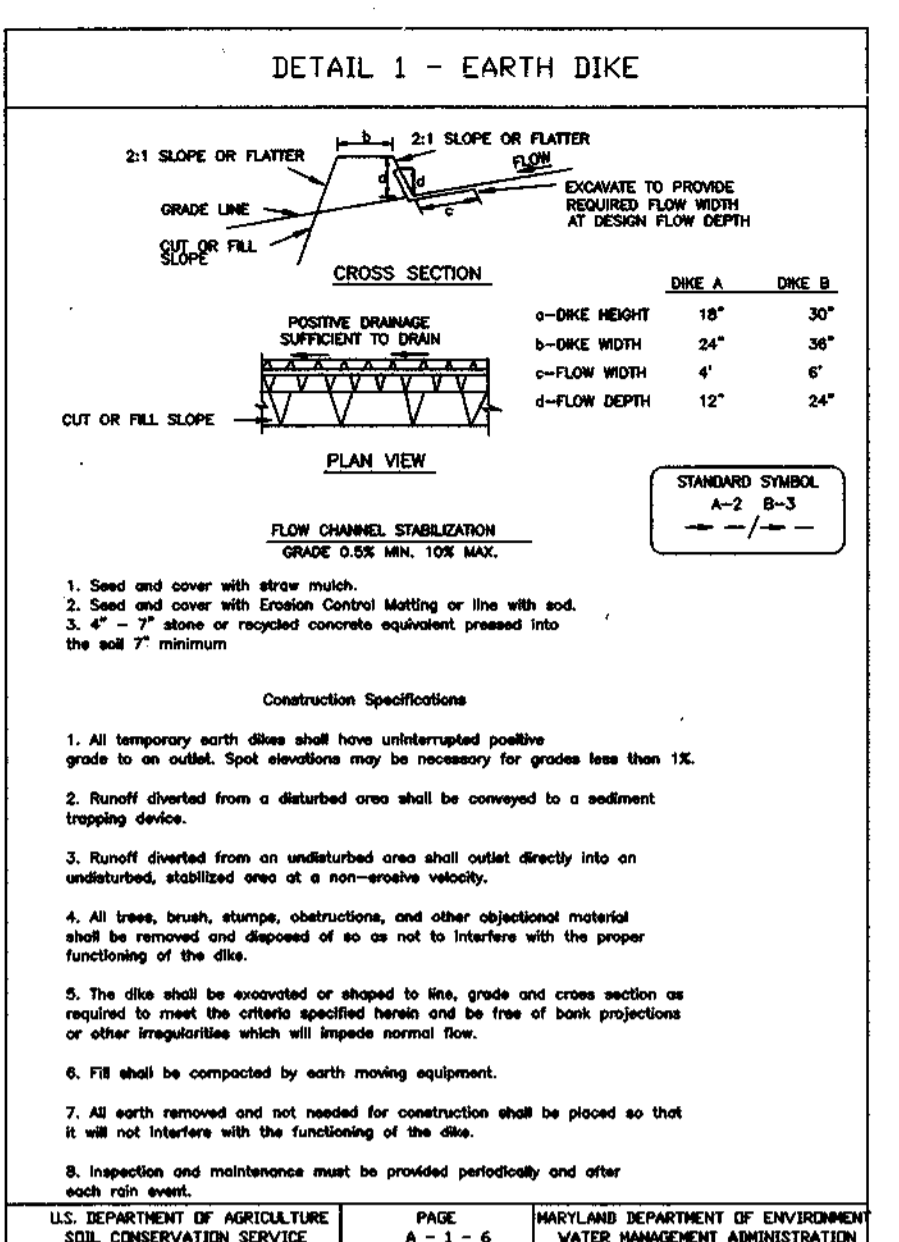 DETAIL 1 - EARTH DIKE
b
2:1 SLOPE OR FLATTER
2:1 SLOPE OR FLATTER
FLOW
d
d
EXCAVATE TO PROVIDE
REQUIRED FLOW WIDTH
AT DESIGN FLOW DEPTH
GRADE LINE
c
CUT OR FILL
SLOPE
CROSS SECTION
DIKE A DIKE B
a-DIKE HEIGHT 18" 30"
b-DIKE WIDTH 24" 36"
c-FLOW WIDTH 4' 6'
d-FLOW DEPTH 12" 24"
POSITIVE DRAINAGE
SUFFICIENT TO DRAIN
CUT OR FILL SLOPE
PLAN VIEW
STANDARD SYMBOL
A-2 B-3
FLOW CHANNEL STABILIZATION
GRADE 0.5% MIN. 10% MAX.
1. Seed and cover with straw mulch.
2. Seed and cover with Erosion Control Matting or line with sod.
3. 4" - 7" stone or recycled concrete equivalent pressed into
the soil 7" minimum
Construction Specifications
1. All temporary earth dikes shall have uninterrupted positive
grade to an outlet. Spot elevations may be necessary for grades less than 1%.
2. Runoff diverted from a disturbed area shall be conveyed to a sediment
trapping device.
3. Runoff diverted from an undisturbed area shall outlet directly into an
undisturbed, stabilized area at a non-erosive velocity.
4. All trees, brush, stumps, obstructions, and other objectional material
shall be removed and disposed of so as not to interfere with the proper
functioning of the dike.
5. The dike shall be excavated or shaped to line, grade and cross section as
required to meet the criteria specified herein and be free of bank projections
or other irregularities which will impede normal flow.
6. Fill shall be compacted by earth moving equipment.
7. All earth removed and not needed for construction shall be placed so that
it will not interfere with the functioning of the dike.
8. Inspection and maintenance must be provided periodically and after
each rain event.
U.S. DEPARTMENT OF AGRICULTURE
SOIL CONSERVATION SERVICE
PAGE
A - 1 - 6
MARYLAND DEPARTMENT OF ENVIRONMEN
WATER MANAGEMENT ADMINISTRATION